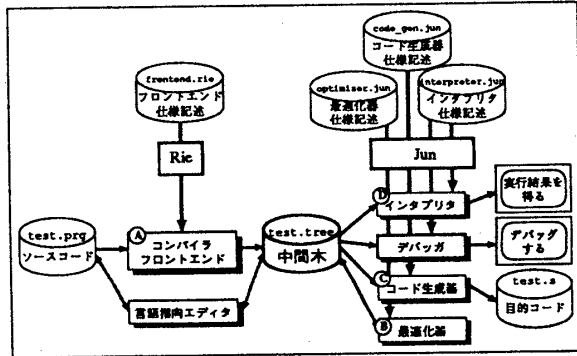 code_gen.jun
コード生成器
仕様記述
frontend.rie
フロントエンド
仕様記述
optimiser.jun
最適化器
仕様記述
interpreter.jun
インタプリタ
仕様記述
Rie
Jun
D
インタプリタ
実行結果を
得る
test.prg
ソースコード
A
コンパイラ
フロントエンド
test.tree
中間木
デバッガ
デバッグ
する
C
コード生成器
test.s
目的コード
言語指向エディタ
B
最適化器